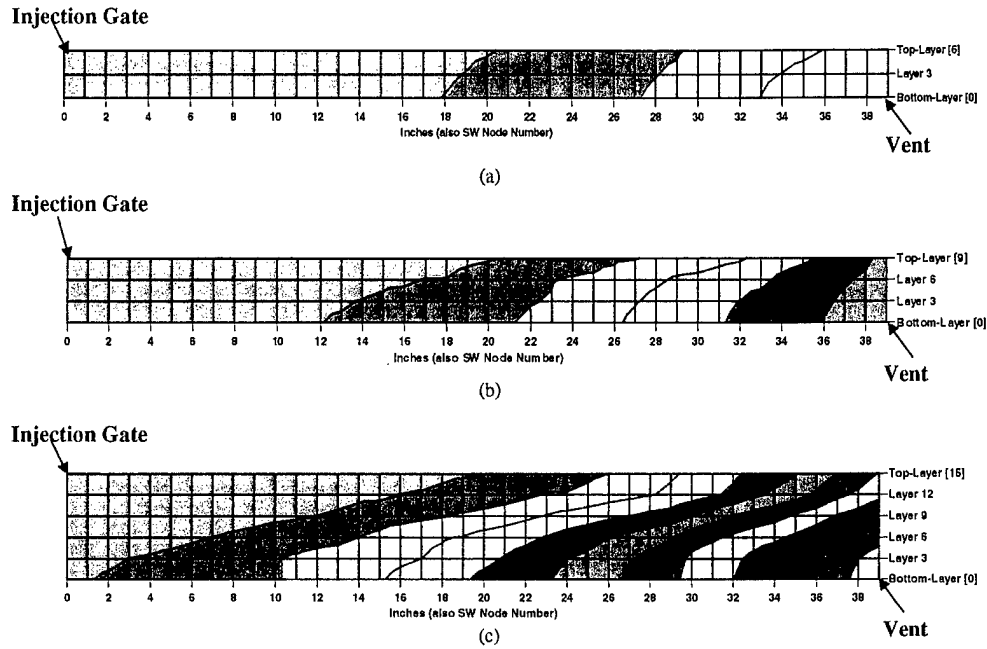 Injection Gate
Top-Layer [6]
Layer 3
Bottom-Layer [0]
0 2 4 6 8 10 12 14 16 18 20 22 24 26 28 30 32 34 36 38
Inches (also SW Node Number)
Vent
(a)
Injection Gate
Top-Layer [9]
Layer 6
Layer 3
Bottom-Layer [0]
0 2 4 6 8 10 12 14 16 18 20 22 24 26 28 30 32 34 36 38
Inches (also SW Node Number)
Vent
(b)
Injection Gate
Top-Layer [15]
Layer 12
Layer 9
Layer 6
Layer 3
Bottom-Layer [0]
0 2 4 6 8 10 12 14 16 18 20 22 24 26 28 30 32 34 36 38
Inches (also SW Node Number)
Vent
(c)